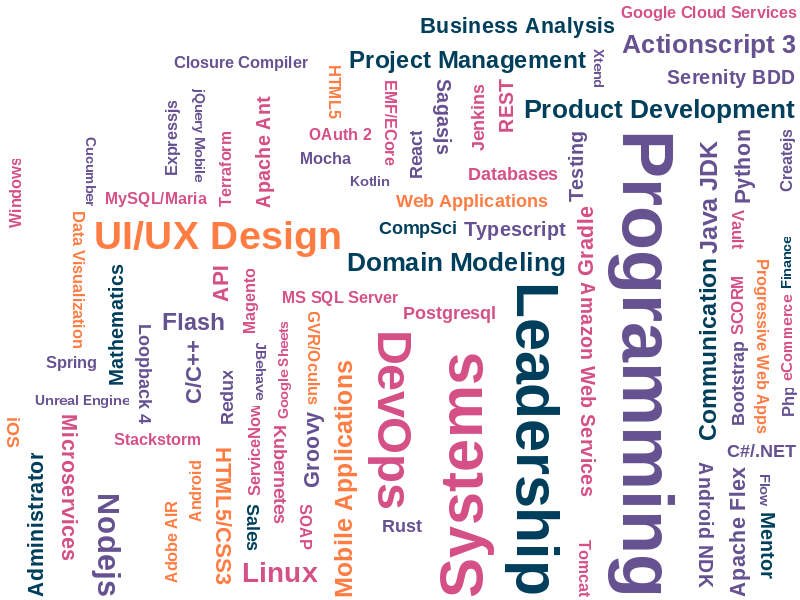 Google Cloud Services
Business Analysis
Actionscript 3
Project Management
Closure Compiler
Xtend
Serenity BDD
HTML5
EMF/ECore
Sagasjs
Jenkins
REST
Product Development
jQuery Mobile
Expressjs
Apache Ant
OAuth 2
React
Testing
Programming
Python
Createjs
Cucumber
Terraform
Mocha
Java JDK
Windows
Kotlin
Databases
MySQL/Maria
Web Applications
Data Visualization
UI/UX Design
CompSci
Typescript
Gradle
Vault
Finance
Domain Modeling
Mathematics
API
Magento
MS SQL Server
Leadership
Amazon Web Services
Communication
SCORM
Progressive Web Apps
eCommerce
Postgresql
Flash
GVR/Oculus
Loopback 4
C/C++
JBehave
Google Sheets
DevOps
Systems
Bootstrap
Spring
Redux
Mobile Applications
Php
Unreal Engine
SOi
Microservices
Stackstorm
ServiceNow
Kubernetes
Groovy
C#/.NET
Administrator
Android
HTML5/CSS3
Android NDK
Apache Flex
Flow
Nodejs
Adobe AIR
Sales
SOAP
Rust
Mentor
Linux
Tomcat